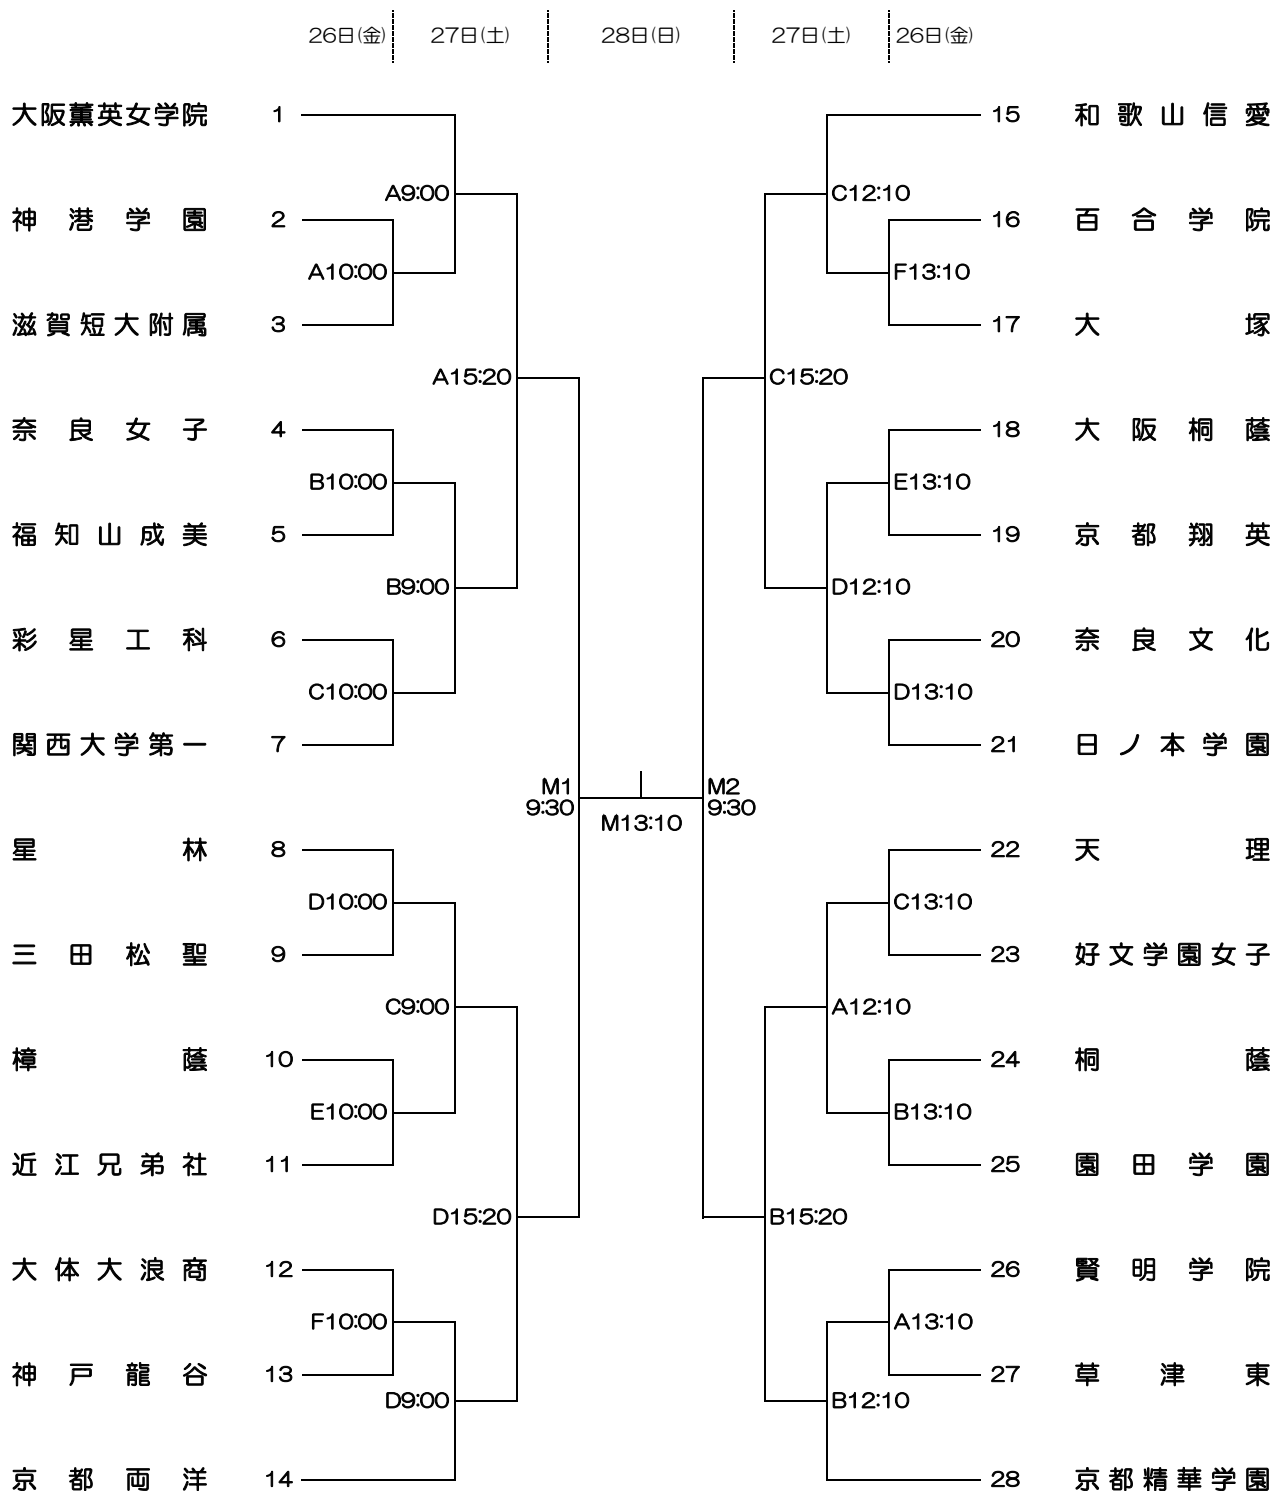 26日(金) 27日(土) 28日(日) 27日(土) 26日(金)
大阪薫英女学院 1 15 和歌山信愛
A9:00 C12:10
神港学園 2 16 百合学院
A10:00 F13:10
滋賀短大附属 3 17 大塚
A15:20 C15:20
奈良女子 4 18 大阪桐蔭
B10:00 E13:10
福知山成美 5 19 京都翔英
B9:00 D12:10
彩星工科 6 20 奈良文化
C10:00 D13:10
関西大学第一 7 21 日ノ本学園
M1 M2
9:30 9:30
M13:10
星林 8 22 天理
D10:00 C13:10
三田松聖 9 23 好文学園女子
C9:00 A12:10
樟蔭 10 24 桐蔭
E10:00 B13:10
近江兄弟社 11 25 園田学園
D15:20 B15:20
大体大浪商 12 26 賢明学院
F10:00 A13:10
神戸龍谷 13 27 草津東
D9:00 B12:10
京都両洋 14 28 京都精華学園